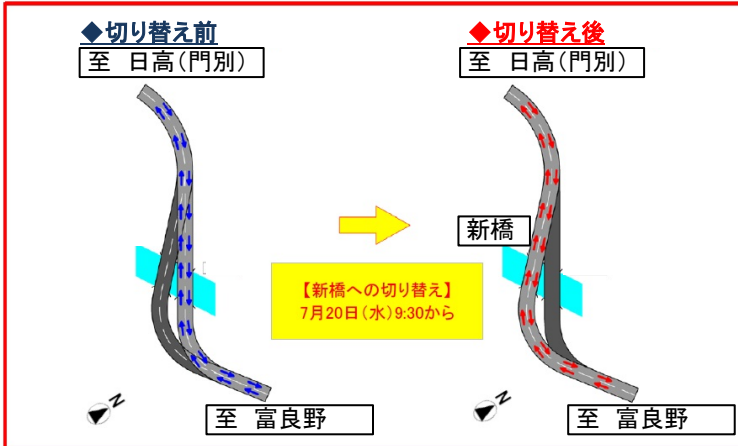 ◆切り替え前
至　日高（門別）
◆切り替え後
至　日高（門別）
新橋
【新橋への切り替え】
7月20日（水）9:30から
N
至　富良野
N
至　富良野